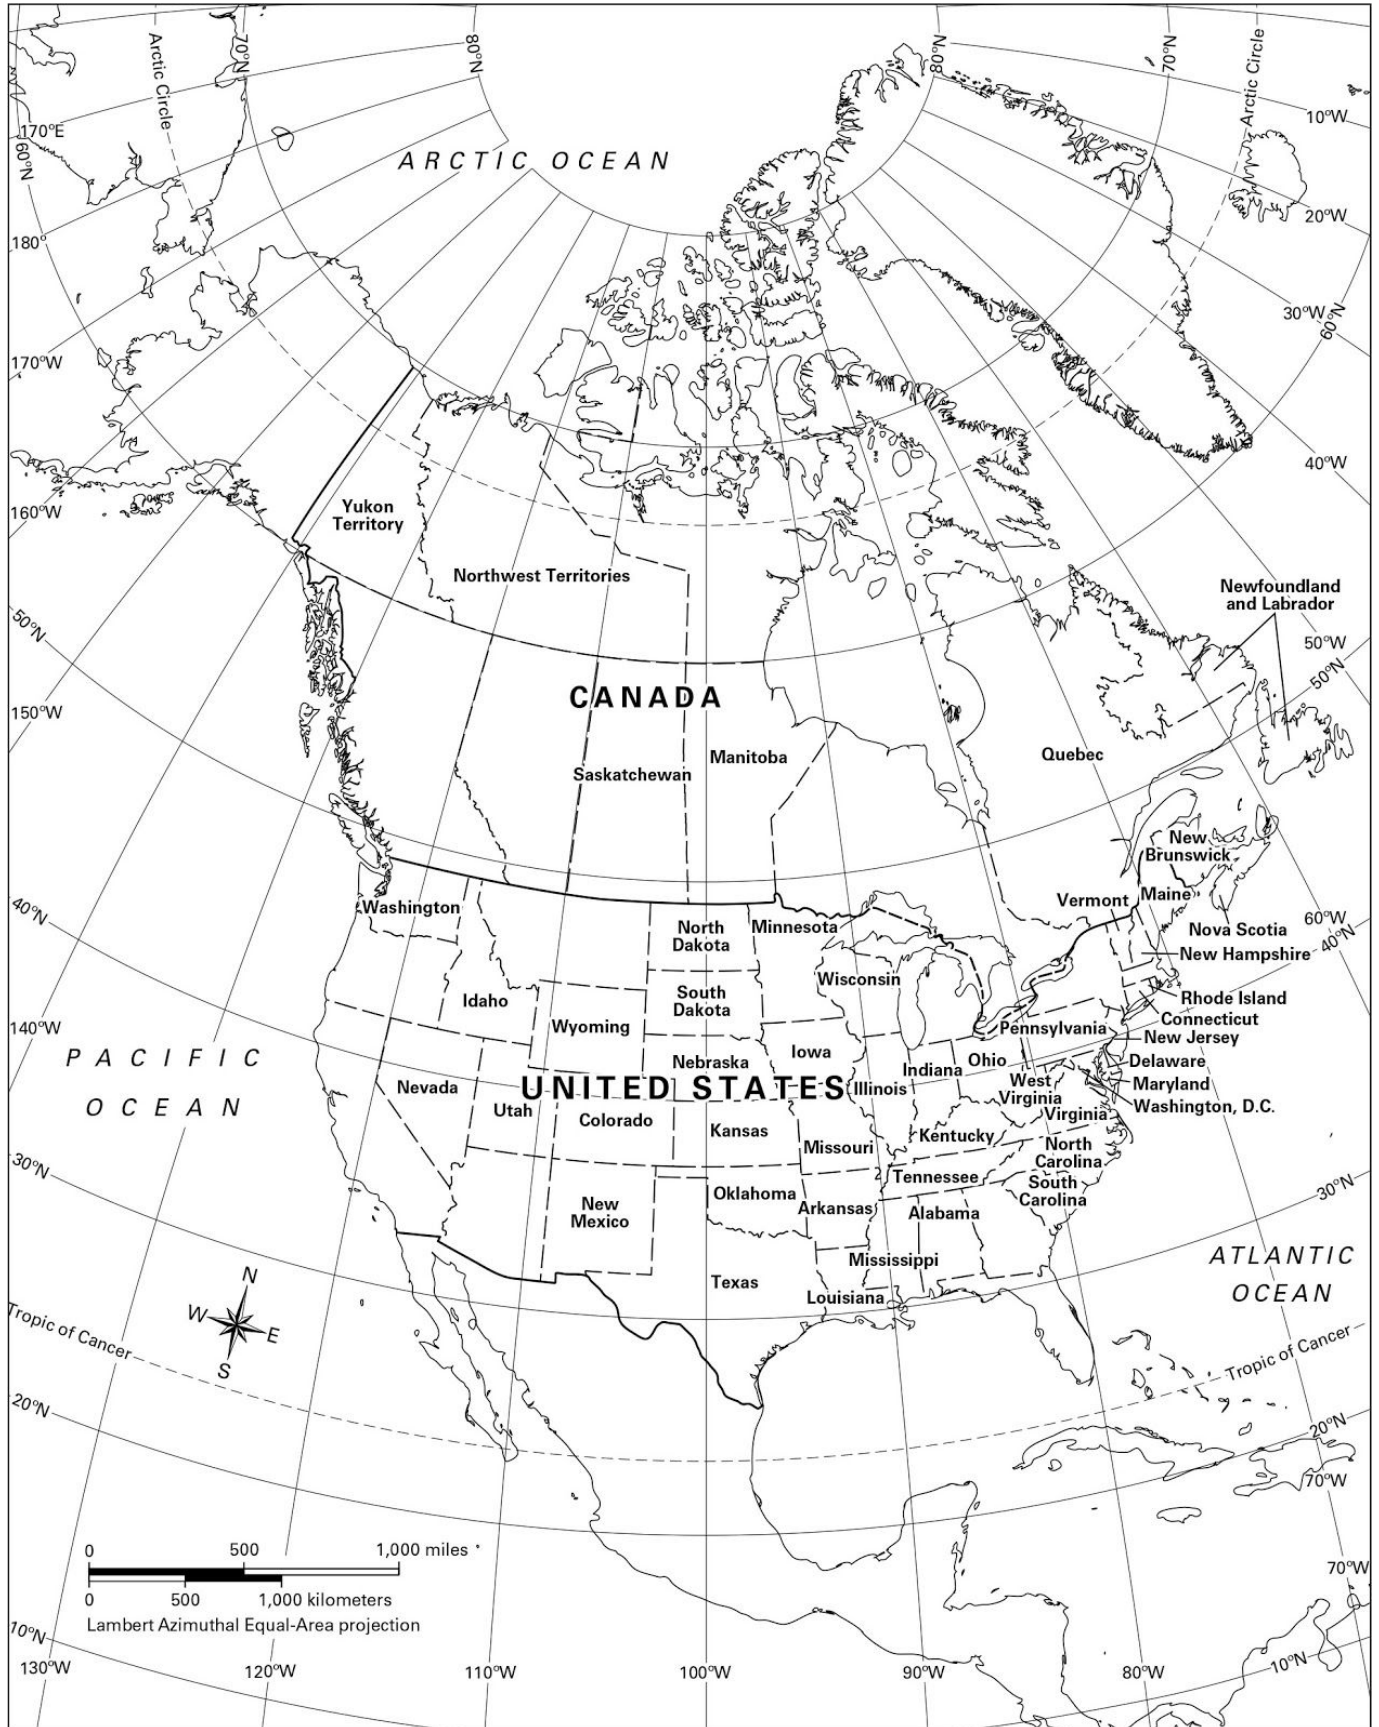 Arctic Circle
70°N
80°N
80°N
70°N
Arctic Circle
170°E
10°W
60°N
ARCTIC OCEAN
20°W
180°
30°W
60°N
170°W
40°W
160°W
Yukon
Territory
Northwest Territories
Newfoundland
and Labrador
50°N
50°W
50°N
150°W
CANADA
Manitoba
Quebec
Saskatchewan
New
Brunswick
40°N
Washington
Vermont
Maine
60°W
North
Dakota
Minnesota
Nova Scotia
40°N
New Hampshire
Wisconsin
Idaho
South
Dakota
Rhode Island
Connecticut
140°W
Wyoming
Pennsylvania
New Jersey
PACIFIC
OCEAN
Iowa
Nebraska
Indiana
Ohio
Delaware
Nevada
UNITED STATES
Illinois
West
Virginia
Maryland
Utah
Virginia
Washington, D.C.
Colorado
Kansas
Missouri
Kentucky
North
Carolina
30°N
Tennessee
30°N
Oklahoma
South
Carolina
New
Mexico
Arkansas
Alabama
Mississippi
ATLANTIC
OCEAN
Texas
Louisiana
N
W
E
S
Tropic of Cancer
Tropic of Cancer
20°N
20°N
70°W
0 500 1,000 miles
0 500 1,000 kilometers
Lambert Azimuthal Equal-Area projection
70°W
10°N
130°W
120°W
110°W
100°W
90°W
80°W
10°N